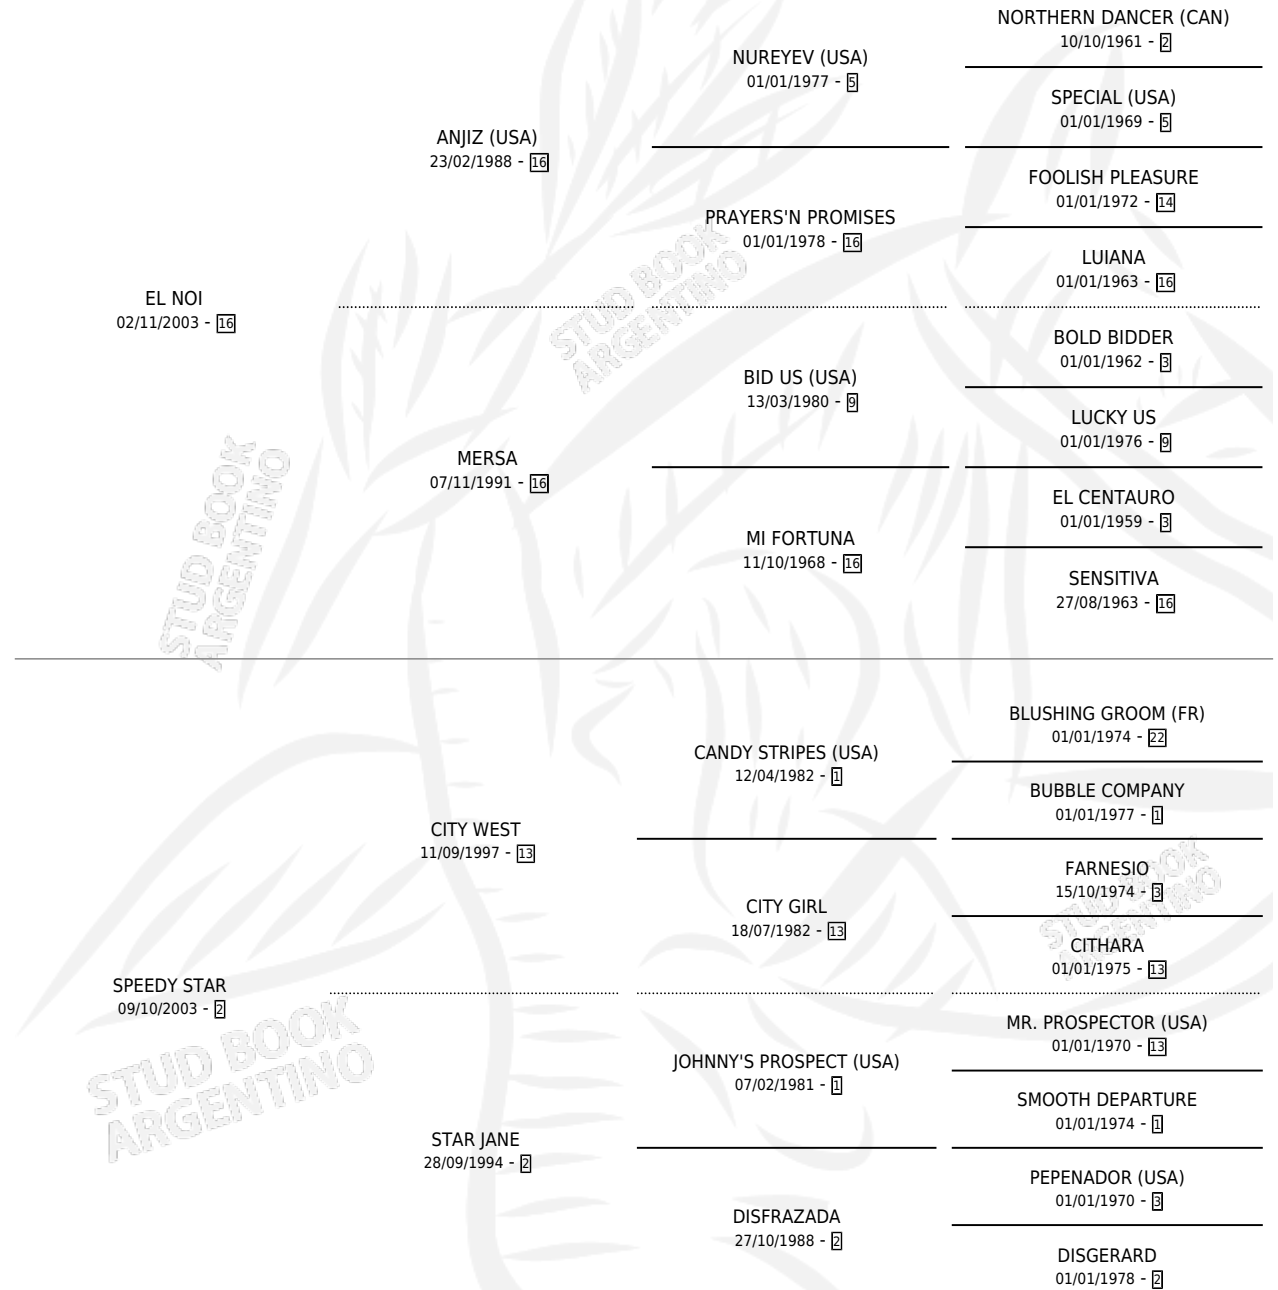 NORTHERN DANCER (CAN)
10/10/1961 - 2
NUREYEV (USA)
01/01/1977 - 5
SPECIAL (USA)
01/01/1969 - 5
ANJIZ (USA)
23/02/1988 - 16
FOOLISH PLEASURE
01/01/1972 - 14
PRAYERS'N PROMISES
01/01/1978 - 16
LUIANA
01/01/1963 - 16
EL NOI
02/11/2003 - 16
STUD BOOK
ARGENTINO
BOLD BIDDER
01/01/1962 - 3
BID US (USA)
13/03/1980 - 9
LUCKY US
01/01/1976 - 9
MERSA
07/11/1991 - 16
EL CENTAURO
01/01/1959 - 3
MI FORTUNA
11/10/1968 - 16
SENSITIVA
27/08/1963 - 16
STUD BOOK
ARGENTINO
BLUSHING GROOM (FR)
01/01/1974 - 22
CANDY STRIPES (USA)
12/04/1982 - 1
BUBBLE COMPANY
01/01/1977 - 1
CITY WEST
11/09/1997 - 13
FARNESIO
15/10/1974 - 3
CITY GIRL
18/07/1982 - 13
CITHARA
01/01/1975 - 13
STUD BOOK
ARGENTINO
SPEEDY STAR
09/10/2003 - 2
MR. PROSPECTOR (USA)
01/01/1970 - 13
JOHNNY'S PROSPECT (USA)
07/02/1981 - 1
SMOOTH DEPARTURE
01/01/1974 - 1
STUD BOOK
ARGENTINO
STAR JANE
28/09/1994 - 2
PEPENADOR (USA)
01/01/1970 - 3
DISFRAZADA
27/10/1988 - 2
DISGERARD
01/01/1978 - 2